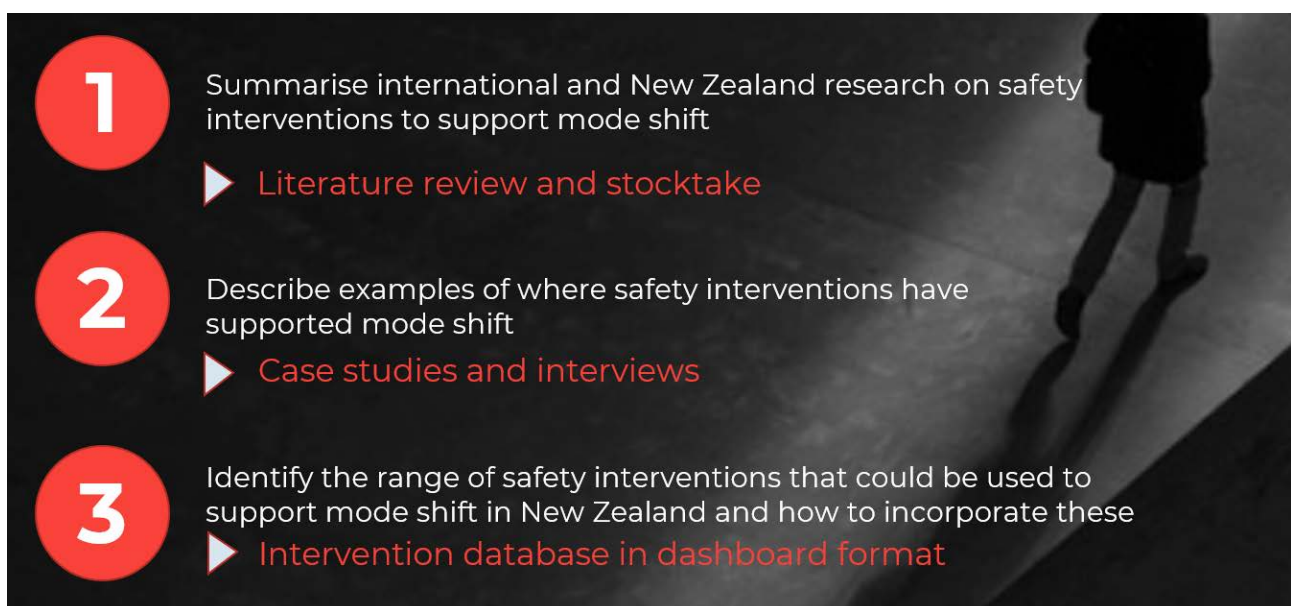 1
Summarise international and New Zealand research on safety
interventions to support mode shift
Literature review and stocktake
2
Describe examples of where safety interventions have
supported mode shift
Case studies and interviews
3
Identify the range of safety interventions that could be used to
support mode shift in New Zealand and how to incorporate these
Intervention database in dashboard format